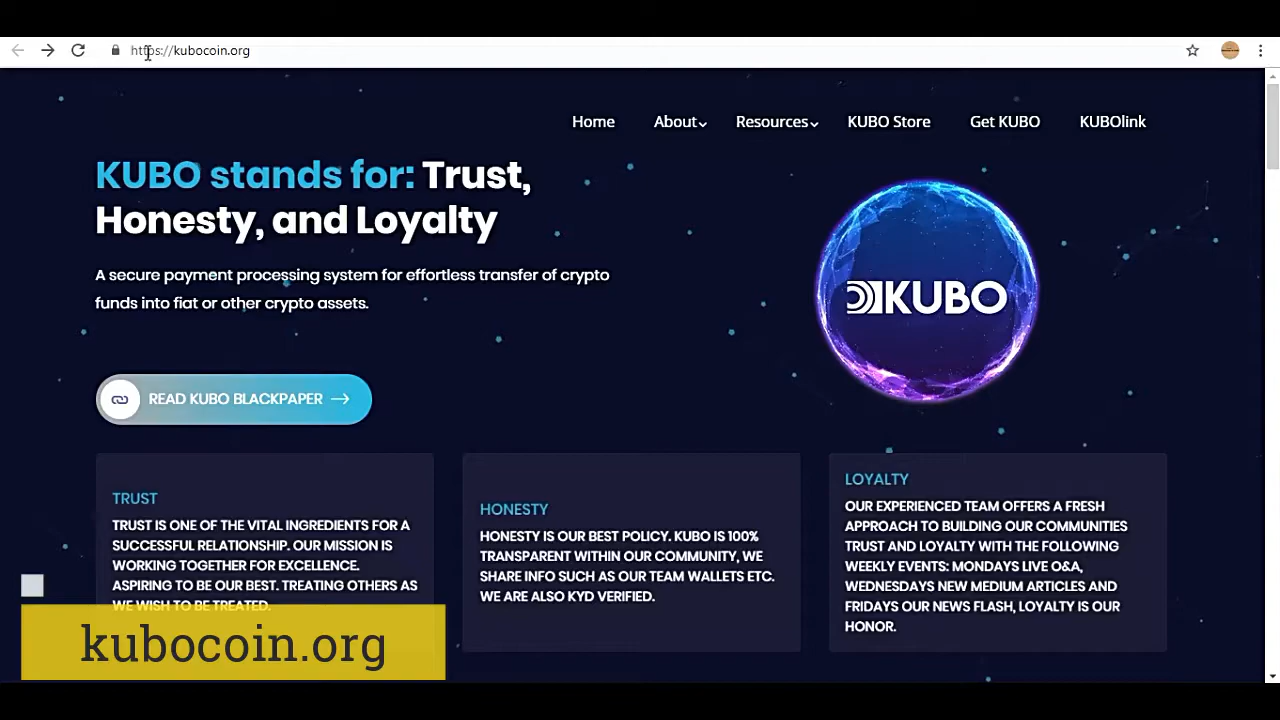 https://kubocoin.org
Home About Resources KUBO Store Get KUBO KUBOlink
KUBO stands for: Trust,
Honesty, and Loyalty
A secure payment processing system for effortless transfer of crypto
funds into fiat or other crypto assets.
KUBO
READ KUBO BLACKPAPER
TRUST
TRUST IS ONE OF THE VITAL INGREDIENTS FOR A
SUCCESSFUL RELATIONSHIP. OUR MISSION IS
WORKING TOGETHER FOR EXCELLENCE.
ASPIRING TO BE OUR BEST. TREATING OTHERS AS
WE WISH TO BE TREATED.
HONESTY
HONESTY IS OUR BEST POLICY. KUBO IS 100%
TRANSPARENT WITHIN OUR COMMUNITY, WE
SHARE INFO SUCH AS OUR TEAM WALLETS ETC.
WE ARE ALSO KYD VERIFIED.
LOYALTY
OUR EXPERIENCED TEAM OFFERS A FRESH
APPROACH TO BUILDING OUR COMMUNITIES
TRUST AND LOYALTY WITH THE FOLLOWING
WEEKLY EVENTS: MONDAYS LIVE Q&A,
WEDNESDAYS NEW MEDIUM ARTICLES AND
FRIDAYS OUR NEWS FLASH, LOYALTY IS OUR
HONOR.
kubocoin.org